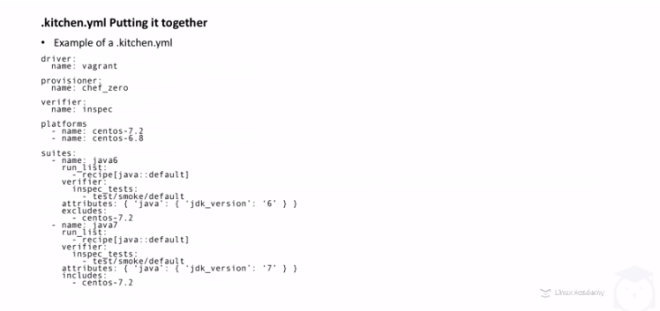 .kitchen.yml Putting it together
• Example of a .kitchen.yml
driver:
  name: vagrant
provisioner:
  name: chef_zero
verifier:
  name: inspec
platforms
  - name: centos-7.2
  - name: centos-6.8
suites:
  - name: java6
    run_list:
      - recipe[java::default]
    verifier:
      inspec_tests:
        - test/smoke/default
    attributes: { 'java': { 'jdk_version': '6' } }
    excludes:
      - centos-7.2
  - name: java7
    run_list:
      - recipe[java::default]
    verifier:
      inspec_tests:
        - test/smoke/default
    attributes: { 'java': { 'jdk_version': '7' } }
    includes:
      - centos-7.2
Linux Academy